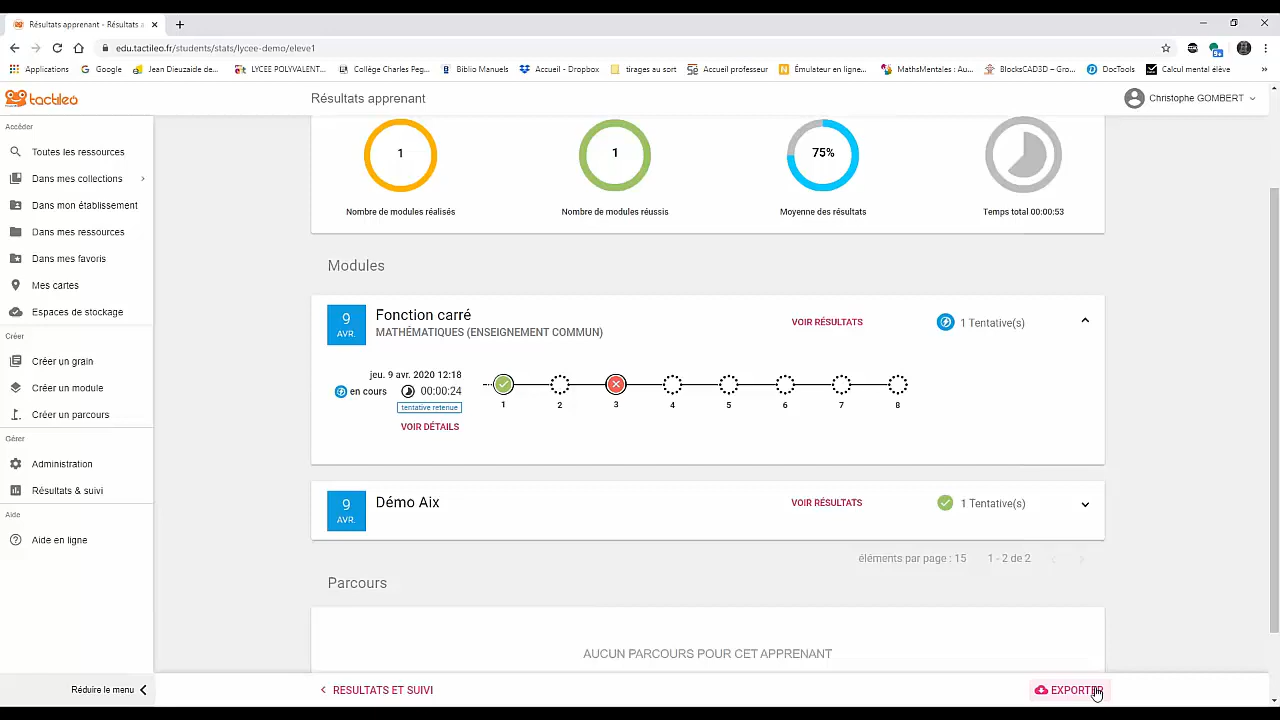 Résultats apprenant - Résultats a
edu.tactileo.fr/students/stats/lycee-demo/eleve1
Applications Google Jean Dieuzaide de... LYCEE POLYVALENT... Collège Charles Peg... Biblio Manuels Accueil - Dropbox tirages au sort Accueil professeur Émulateur en ligne... MathsMentales : Au... BlocksCAD3D – Gro... DocTools Calcul mental élève »
tactileo
Résultats apprenant
Christophe GOMBERT
Accéder
Toutes les ressources
Dans mes collections
Dans mon établissement
Dans mes ressources
Dans mes favoris
Mes cartes
Espaces de stockage
Créer
Créer un grain
Créer un module
Créer un parcours
Gérer
Administration
Résultats & suivi
Aide
Aide en ligne
Réduire le menu
1 1 75%
Nombre de modules réalisés Nombre de modules réussis Moyenne des résultats Temps total 00:00:53
Modules
9 AVR.
Fonction carré
MATHÉMATIQUES (ENSEIGNEMENT COMMUN)
VOIR RÉSULTATS
1 Tentative(s)
jeu. 9 avr. 2020 12:18
en cours 00:00:24
tentative retenue
VOIR DÉTAILS
1 2 3 4 5 6 7 8
9 AVR.
Démo Aix
VOIR RÉSULTATS
1 Tentative(s)
éléments par page : 15 1 - 2 de 2
Parcours
AUCUN PARCOURS POUR CET APPRENANT
RESULTATS ET SUIVI
EXPORTER